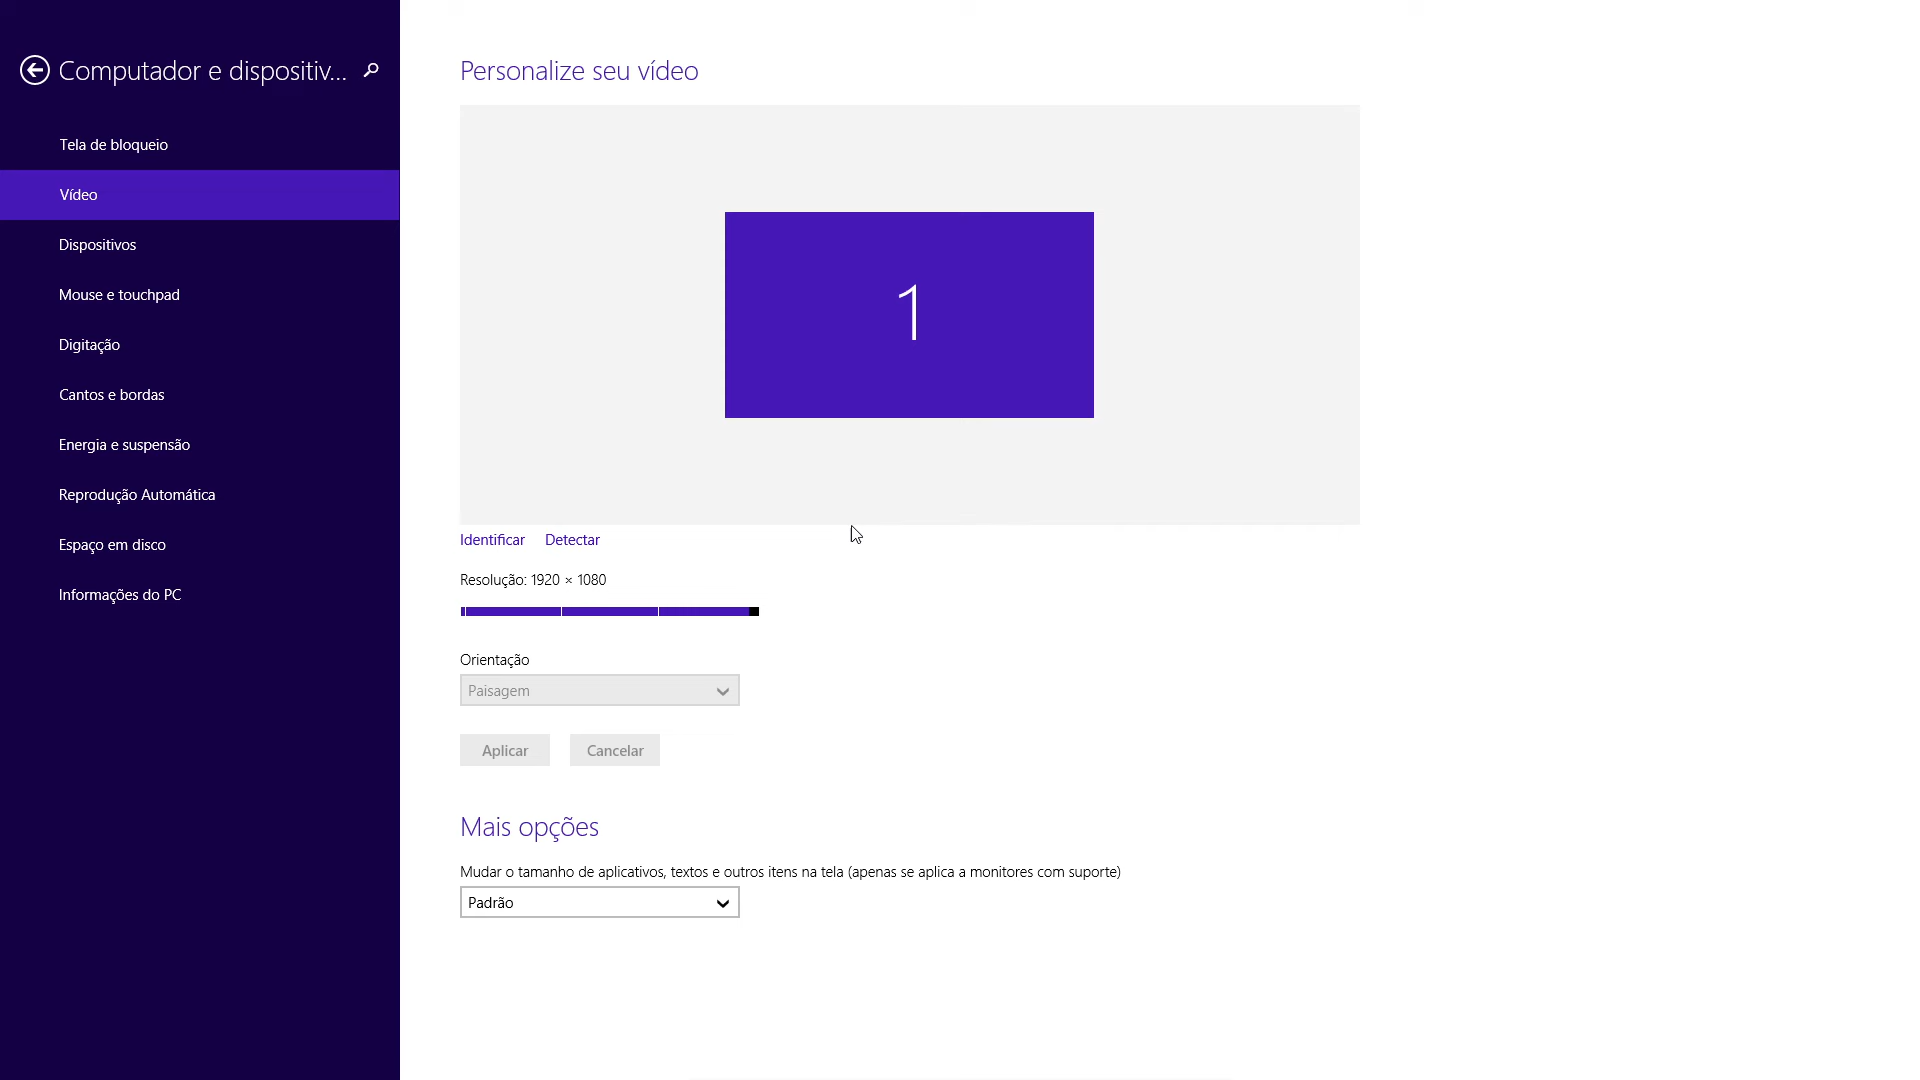 Computador e dispositiv...
Tela de bloqueio
Vídeo
Dispositivos
Mouse e touchpad
Digitação
Cantos e bordas
Energia e suspensão
Reprodução Automática
Espaço em disco
Informações do PC
Personalize seu vídeo
1
Identificar Detectar
Resolução: 1920 × 1080
Orientação
Paisagem
Aplicar Cancelar
Mais opções
Mudar o tamanho de aplicativos, textos e outros itens na tela (apenas se aplica a monitores com suporte)
Padrão